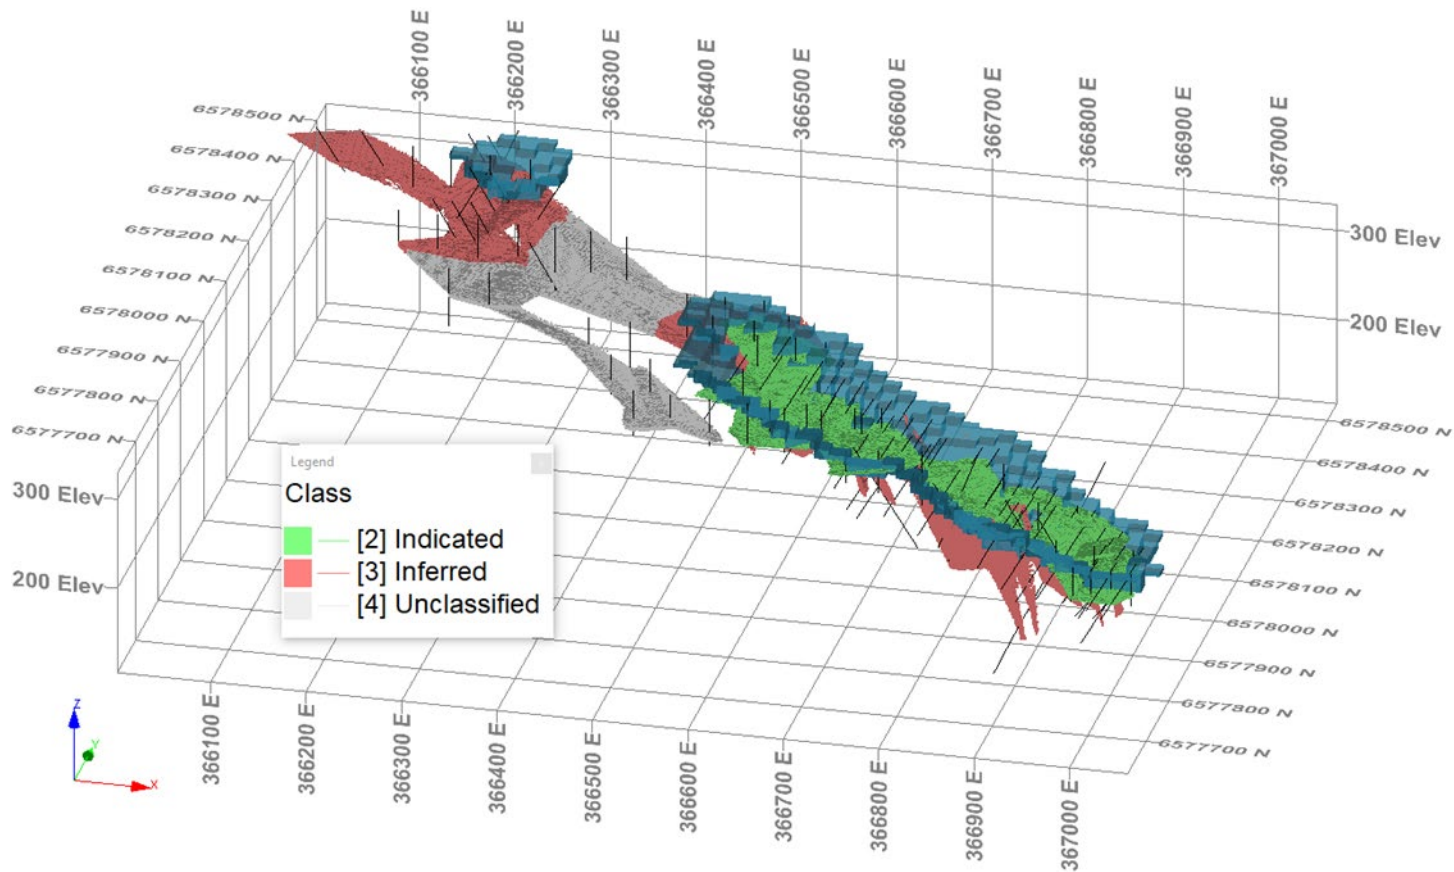 366100 E
366200 E
366300 E
366400 E
366500 E
366600 E
366700 E
366800 E
366900 E
367000 E
6578500 N
6578400 N
6578300 N
6578200 N
6578100 N
6578000 N
6577900 N
6577800 N
6577700 N
300 Elev
200 Elev
300 Elev
200 Elev
6578500 N
6578400 N
6578300 N
6578200 N
6578100 N
6578000 N
6577900 N
6577800 N
6577700 N
Legend
Class
[2] Indicated
[3] Inferred
[4] Unclassified
Z
Y
X
366100 E
366200 E
366300 E
366400 E
366500 E
366600 E
366700 E
366800 E
366900 E
367000 E